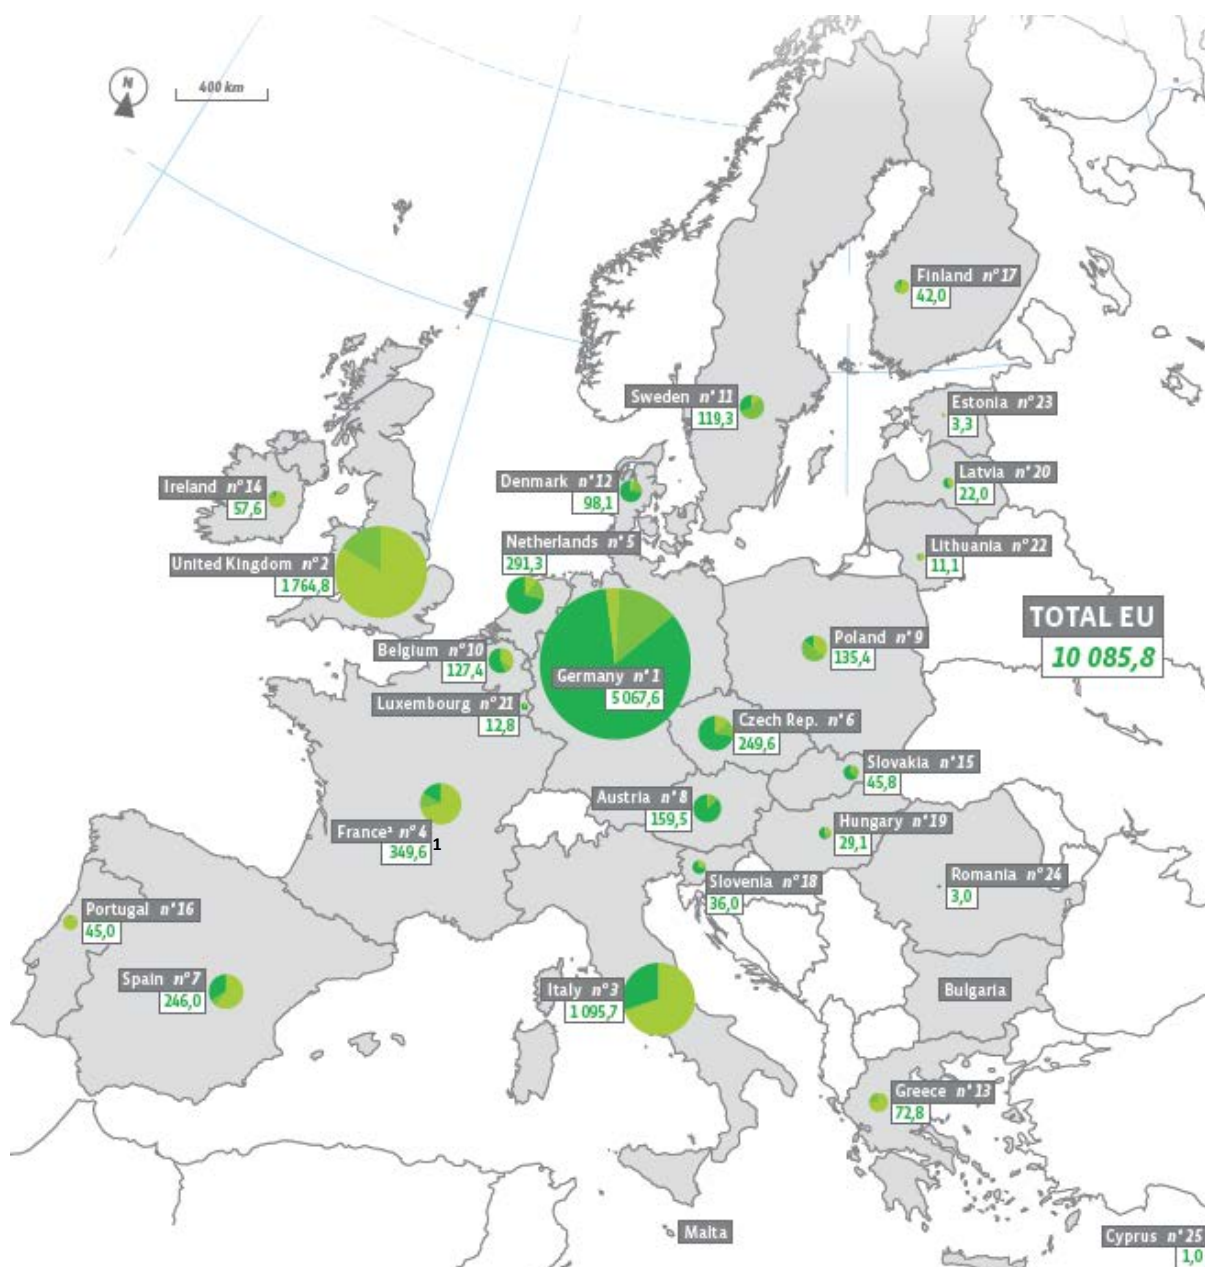 N
400 km
Finland n°17
42,0
Sweden n°11
119,3
Estonia n°23
3,3
Latvia n°20
22,0
Ireland n°14
57,6
Denmark n°12
98,1
Netherlands n°5
291,3
Lithuania n°22
11,1
United Kingdom n°2
1 764,8
TOTAL EU
10 085,8
Belgium n°10
127,4
Poland n°9
135,4
Germany n°1
5 067,6
Luxembourg n°21
12,8
Czech Rep. n°6
249,6
Slovakia n°15
45,8
Austria n°8
159,5
France² n°4
349,6 1
Hungary n°19
29,1
Slovenia n°18
36,0
Romania n°24
3,0
Portugal n°16
45,0
Spain n°7
246,0
Italy n°3
1 095,7
Bulgaria
Greece n°13
72,8
Malta
Cyprus n°25
1,0